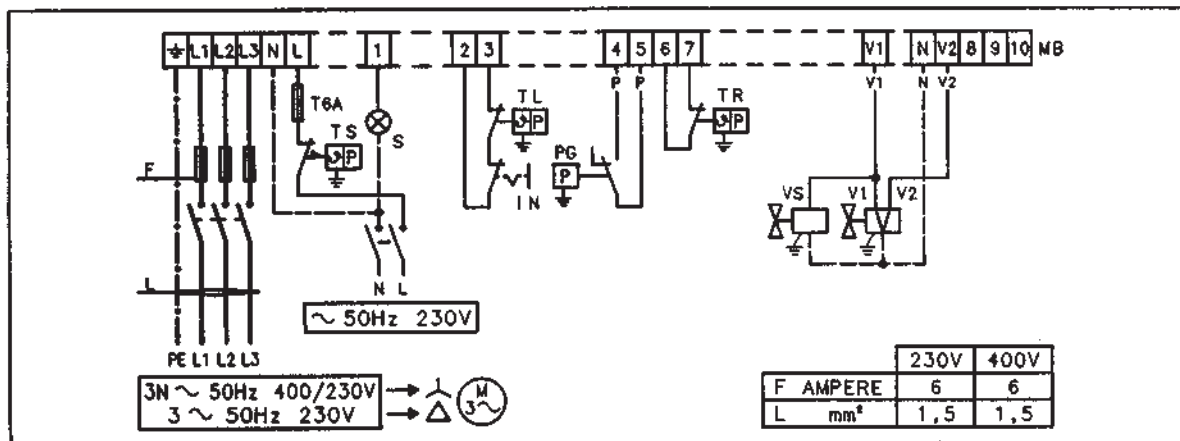 ⏚ L1 L2 L3 N L 1 2 3 4 5 6 7 V1 N V2 8 9 10 MB
P P V1 N V2
T6A
TL
TR
TS
P
P
P
S
F
PG
P
IN
VS V1 V2
L
N L
~ 50Hz 230V
PE L1 L2 L3
3N ~ 50Hz 400/230V
3 ~ 50Hz 230V
M
3~
230V 400V
F AMPERE 6 6
L mm² 1,5 1,5